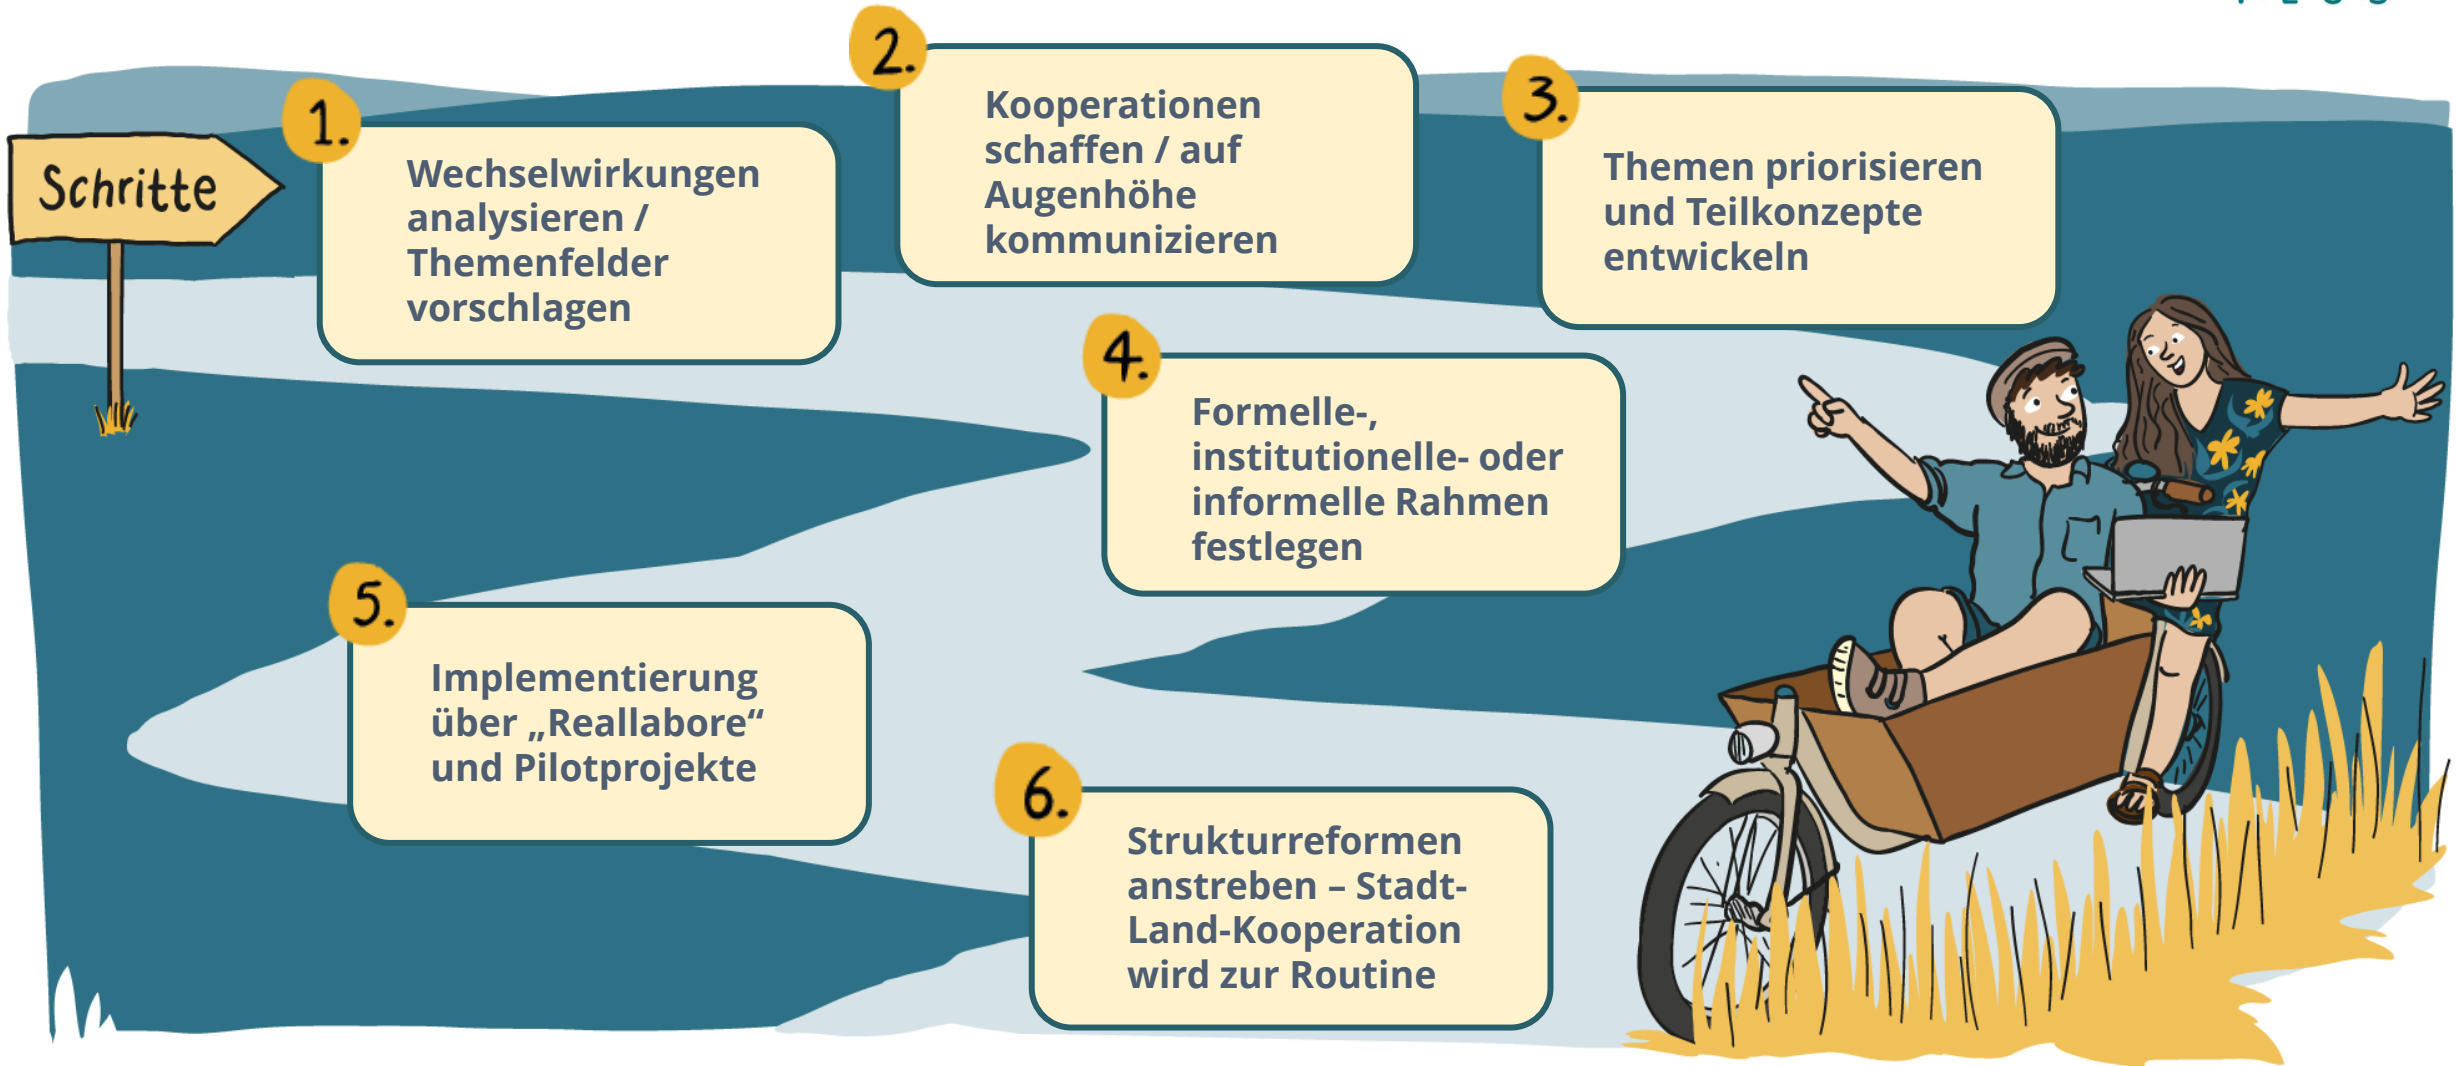 Schritte
1.
Wechselwirkungen
analysieren /
Themenfelder
vorschlagen
2.
Kooperationen
schaffen / auf
Augenhöhe
kommunizieren
3.
Themen priorisieren
und Teilkonzepte
entwickeln
4.
Formelle-,
institutionelle- oder
informelle Rahmen
festlegen
5.
Implementierung
über „Reallabore“
und Pilotprojekte
6.
Strukturreformen
anstreben – Stadt-
Land-Kooperation
wird zur Routine